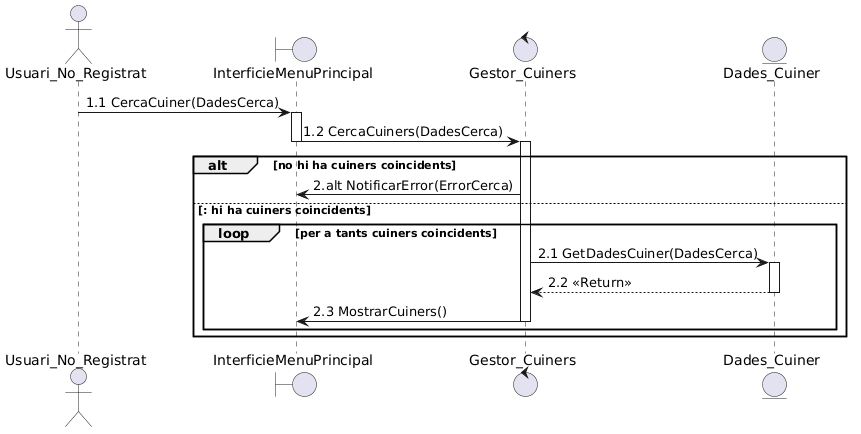 Usuari_No_Registrat
InterficieMenuPrincipal
Gestor_Cuiners
Dades_Cuiner
1.1 CercaCuiner(DadesCerca)
1.2 CercaCuiners(DadesCerca)
alt
[no hi ha cuiners coincidents]
2.alt NotificarError(ErrorCerca)
[: hi ha cuiners coincidents]
loop
[per a tants cuiners coincidents]
2.1 GetDadesCuiner(DadesCerca)
2.2 «Return»
2.3 MostrarCuiners()
Usuari_No_Registrat
InterficieMenuPrincipal
Gestor_Cuiners
Dades_Cuiner